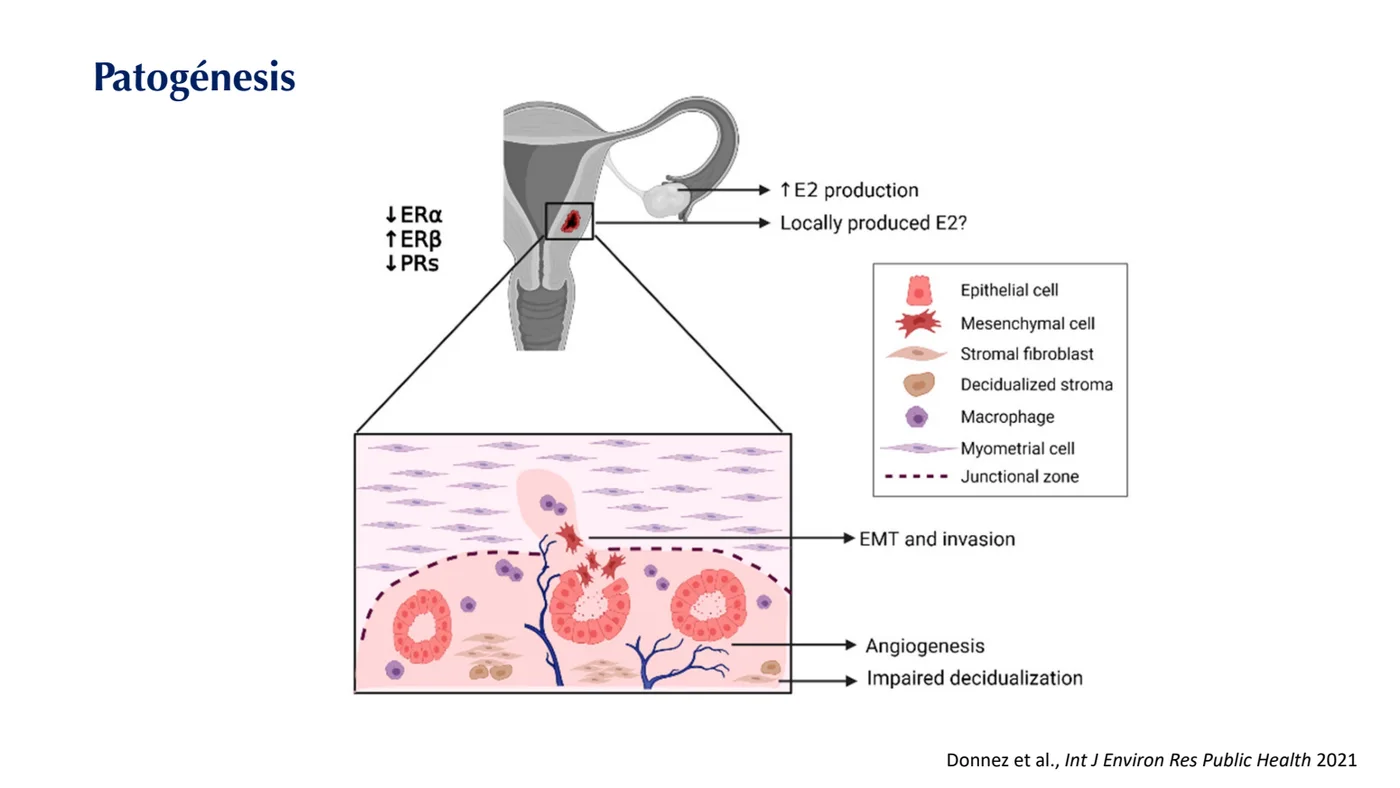 Patogénesis
↑E2 production
Locally produced E2?
↓ERα
↑ERβ
↓PRs
Epithelial cell
Mesenchymal cell
Stromal fibroblast
Decidualized stroma
Macrophage
Myometrial cell
Junctional zone
EMT and invasion
Angiogenesis
Impaired decidualization
Donnez et al., Int J Environ Res Public Health 2021